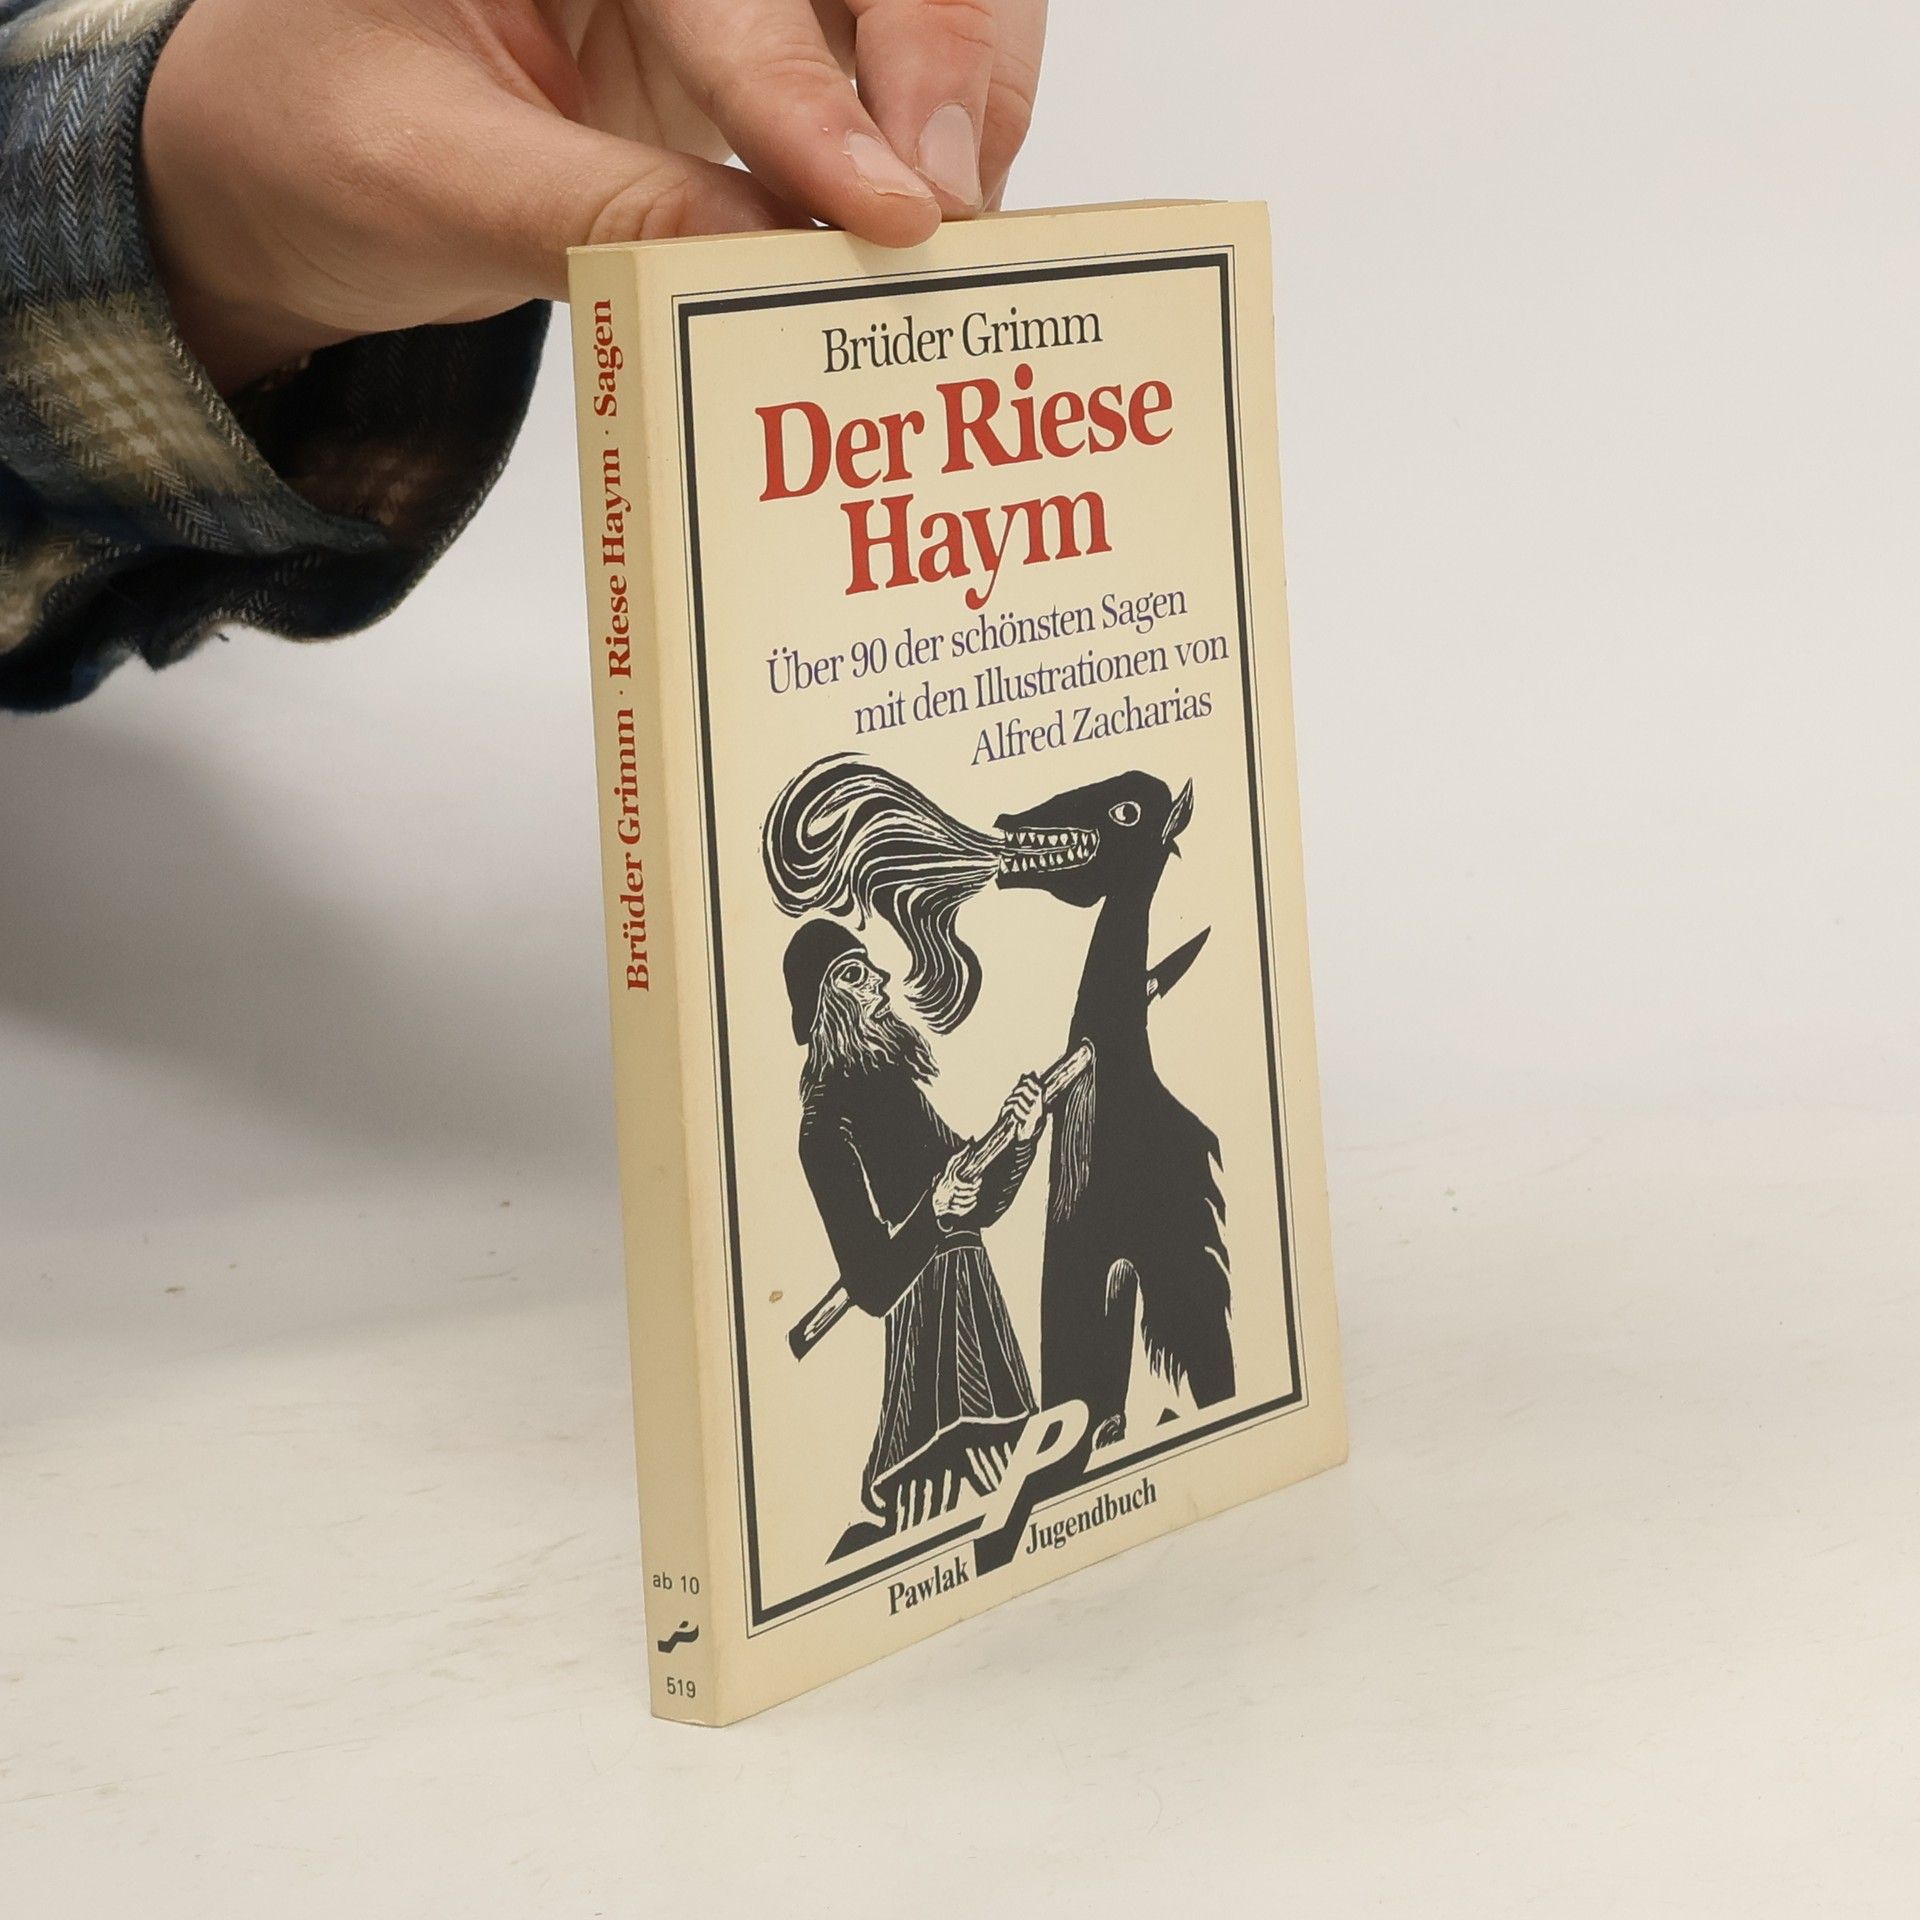 Brüder Grimm · Riese Haym · Sagen
ab 10
P
519
Brüder Grimm
Der Riese
Haym
Über 90 der schönsten Sagen
mit den Illustrationen von
Alfred Zacharias
P
Pawlak Jugendbuch